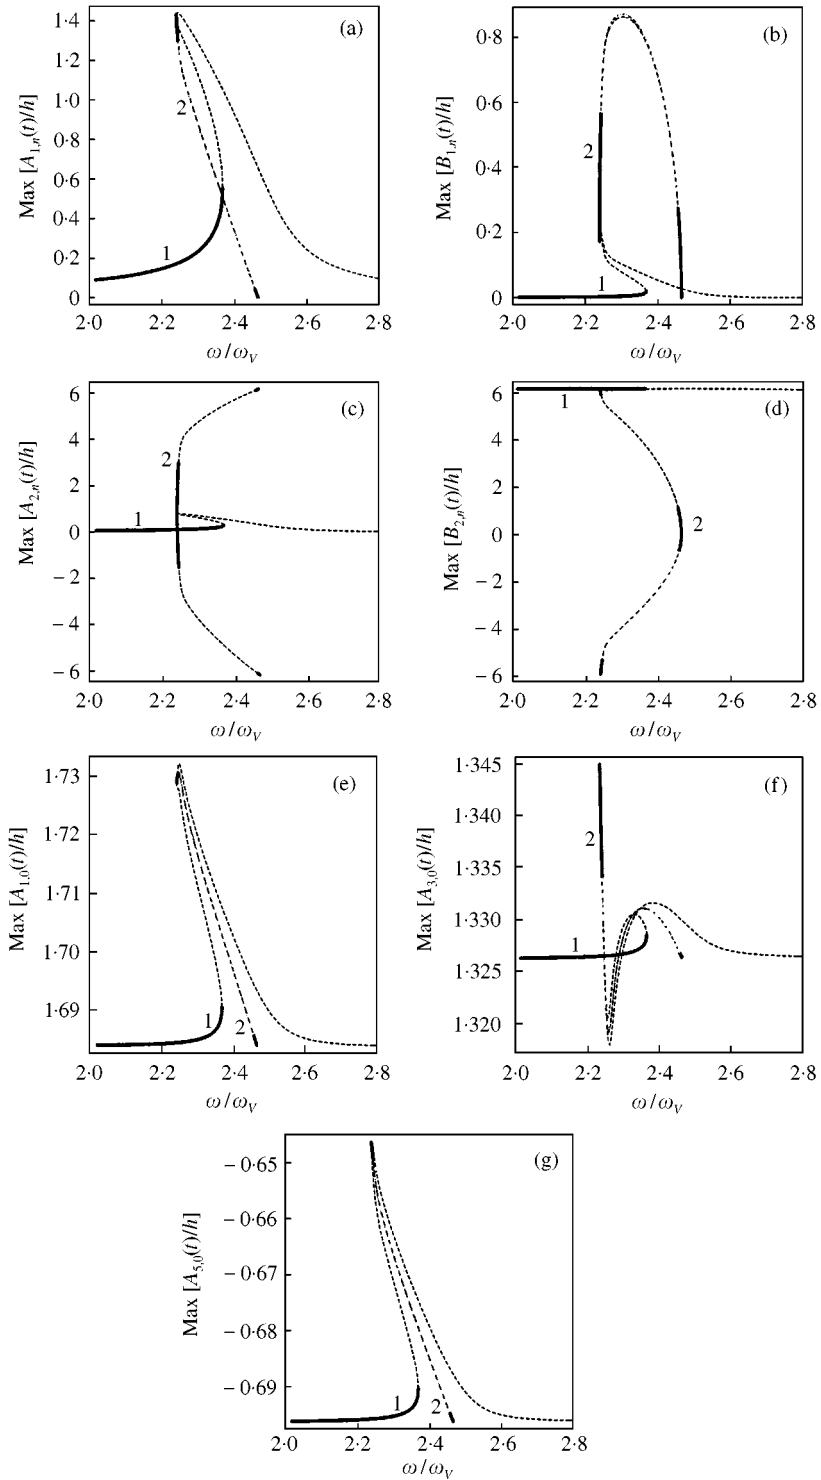 (a)
Max [A1,n(t)/h]
1·4
1·2
1·0
0·8
0·6
0·4
0·2
0
2
1
2·0 2·2 2·4 2·6 2·8
ω/ωV
(b)
Max [B1,n(t)/h]
0·8
0·6
0·4
0·2
0
2
1
2·0 2·2 2·4 2·6 2·8
ω/ωV
(c)
Max [A2,n(t)/h]
6
4
2
0
− 2
− 4
− 6
2
1
2·0 2·2 2·4 2·6 2·8
ω/ωV
(d)
Max [B2,n(t)/h]
6
4
2
0
− 2
− 4
− 6
1
2
2·0 2·2 2·4 2·6 2·8
ω/ωV
(e)
Max [A1,0(t)/h]
1·73
1·72
1·71
1·70
1·69
1
2
2·0 2·2 2·4 2·6 2·8
ω/ωV
(f)
Max [A3,0(t)/h]
1·345
1·340
1·335
1·330
1·325
1·320
2
1
2·0 2·2 2·4 2·6 2·8
ω/ωV
(g)
Max [A5,0(t)/h]
− 0·65
− 0·66
− 0·67
− 0·68
− 0·69
1
2
2·0 2·2 2·4 2·6 2·8
ω/ωV